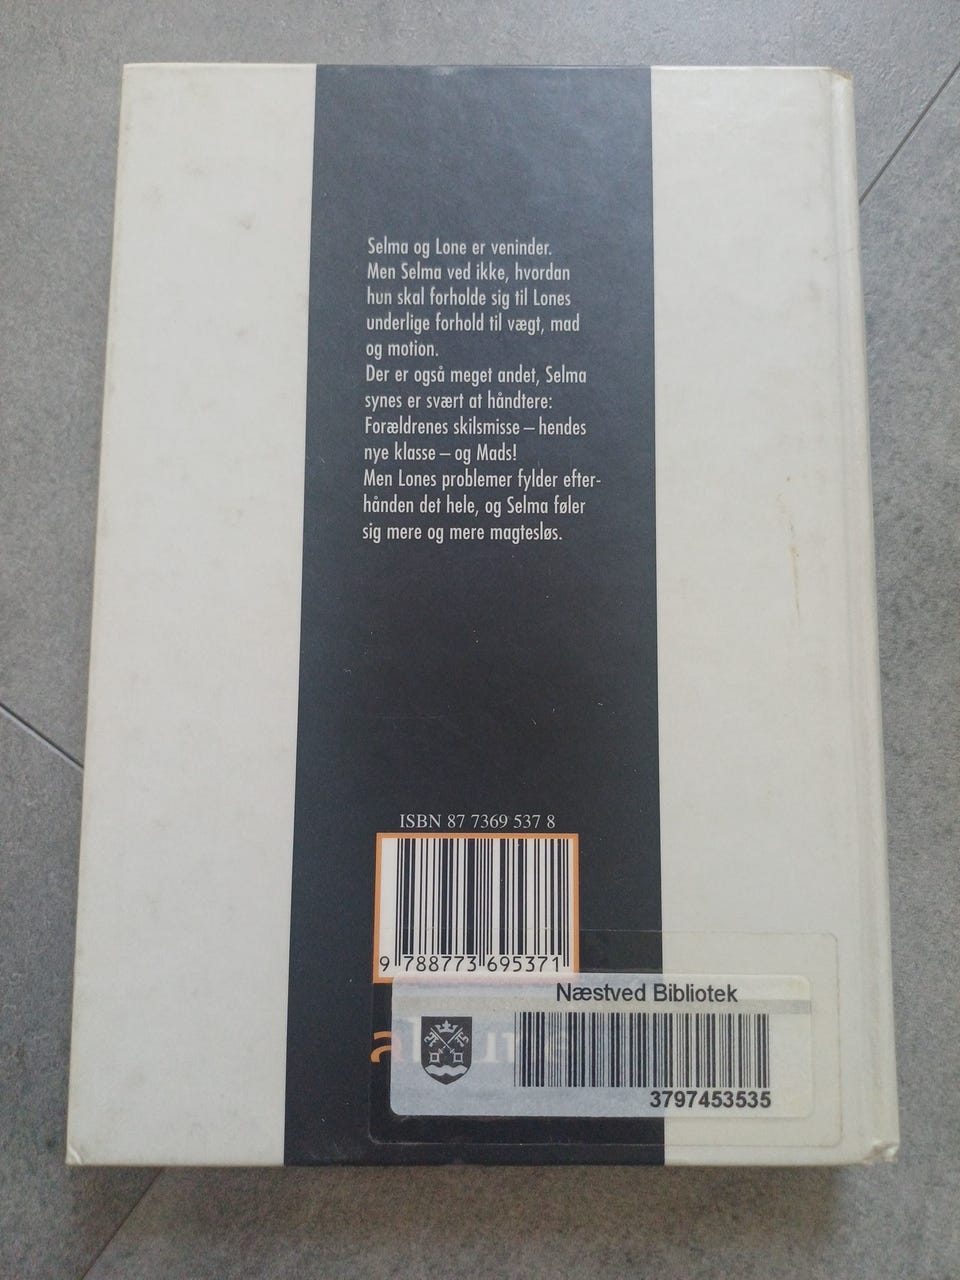 Selma og Lone er veninder.
Men Selma ved ikke, hvordan
hun skal forholde sig til Lones
underlige forhold til vægt, mad
og motion.
Der er også meget andet, Selma
synes er svært at håndtere:
Forældrenes skilsmisse – hendes
nye klasse – og Mads!
Men Lones problemer fylder efter-
hånden det hele, og Selma føler
sig mere og mere magtesløs.
ISBN 87 7369 537 8
9 788773 695371
Næstved Bibliotek
3797453535